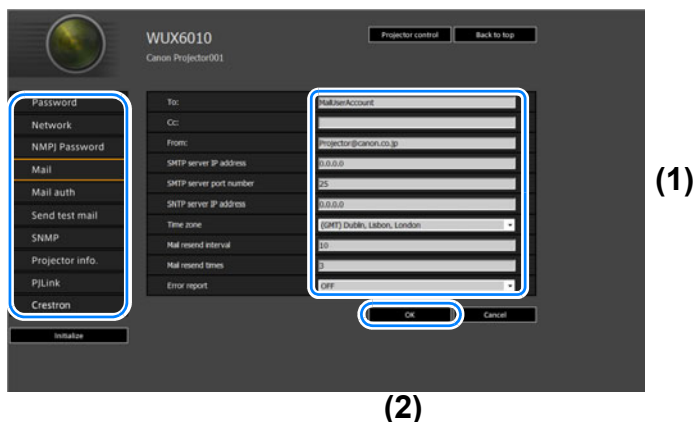 WUX6010
Canon Projector001
Projector control
Back to top
Password
Network
NMPJ Password
Mail
Mail auth
Send test mail
SNMP
Projector info.
PJLink
Crestron
Initialize
To: MailUserAccount
Cc:
From: Projector@canon.co.jp
SMTP server IP address 0.0.0.0
SMTP server port number 25
SNTP server IP address 0.0.0.0
Time zone (GMT) Dublin, Lisbon, London
Mail resend interval 10
Mail resend times 3
Error report OFF
OK
Cancel
(1)
(2)